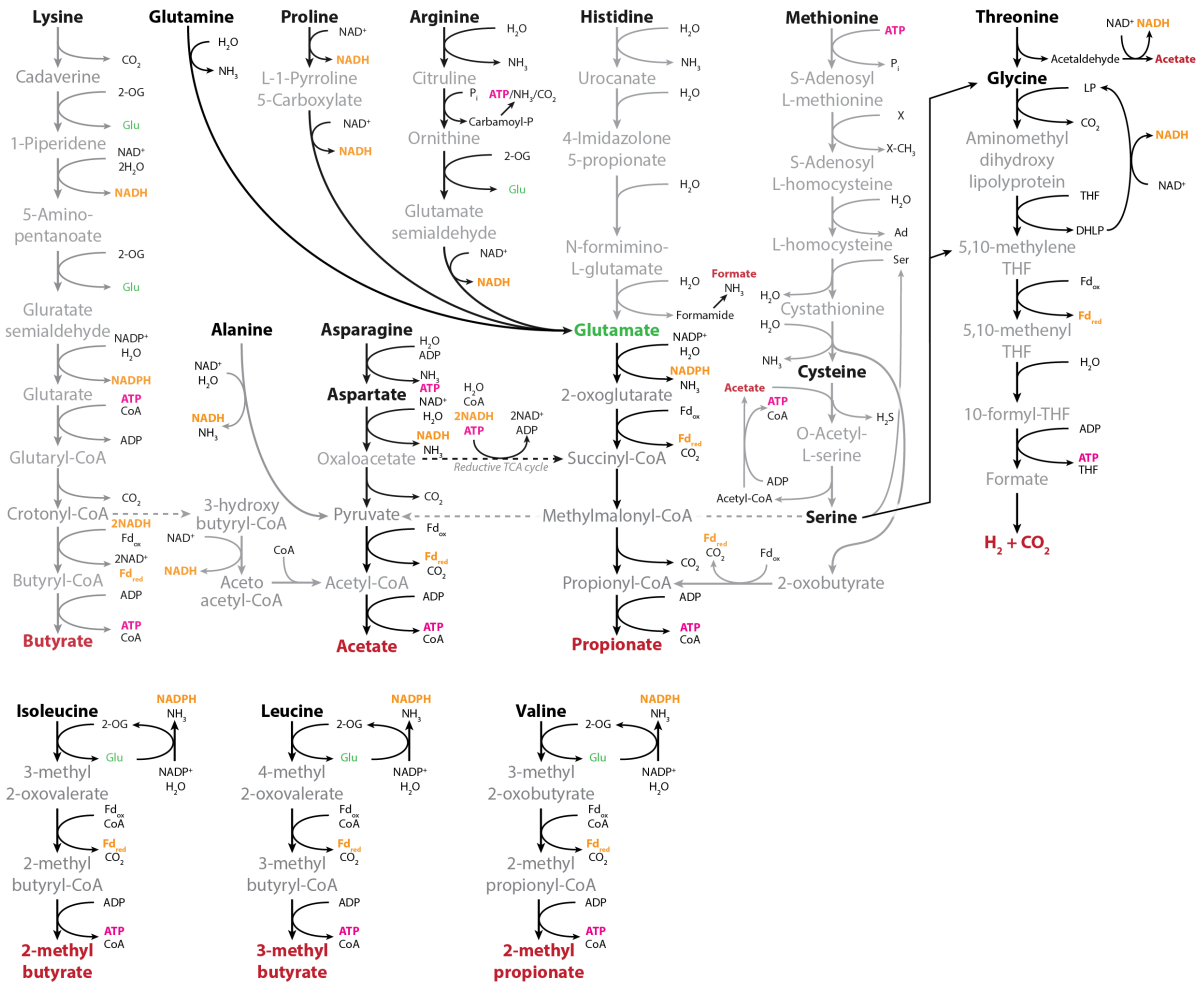 Lysine
CO₂
Cadaverine
2-OG
Glu
1-Piperidene
NAD⁺
2H₂O
NADH
5-Amino-
pentanoate
2-OG
Glu
Gluratate
semialdehyde
NADP⁺
H₂O
NADPH
Glutarate
ATP
CoA
ADP
Glutaryl-CoA
CO₂
Crotonyl-CoA
2NADH
Fdₒₓ
2NAD⁺
Fd_red
Butyryl-CoA
ADP
ATP
CoA
Butyrate
Glutamine
H₂O
NH₃
Proline
NAD⁺
NADH
L-1-Pyrroline
5-Carboxylate
NAD⁺
NADH
Arginine
H₂O
NH₃
Citruline
Pᵢ
ATP/NH₃/CO₂
Carbamoyl-P
Ornithine
2-OG
Glu
Glutamate
semialdehyde
NAD⁺
NADH
Histidine
H₂O
NH₃
Urocanate
H₂O
4-Imidazolone
5-propionate
H₂O
N-formimino-
L-glutamate
H₂O
Formamide
NH₃
Formate
Glutamate
NADP⁺
H₂O
NADPH
NH₃
2-oxoglutarate
Fdₒₓ
Fd_red
CO₂
Succinyl-CoA
Methylmalonyl-CoA
CO₂
Propionyl-CoA
ADP
ATP
CoA
Propionate
Alanine
NAD⁺
H₂O
NADH
NH₃
3-hydroxy
butyryl-CoA
NAD⁺
NADH
Aceto
acetyl-CoA
CoA
Asparagine
H₂O
ADP
NH₃
ATP
Aspartate
NAD⁺
H₂O
NADH
NH₃
Oxaloacetate
H₂O
CoA
2NADH
ATP
2NAD⁺
ADP
Reductive TCA cycle
CO₂
Pyruvate
Fdₒₓ
Fd_red
CO₂
Acetyl-CoA
ADP
ATP
CoA
Acetate
Methionine
ATP
Pᵢ
S-Adenosyl
L-methionine
X
X-CH₃
S-Adenosyl
L-homocysteine
H₂O
Ad
L-homocysteine
Ser
H₂O
Cystathionine
H₂O
NH₃
Cysteine
Acetate
ATP
CoA
H₂S
O-Acetyl-
L-serine
ADP
Acetyl-CoA
Serine
Fd_red
CO₂
Fdₒₓ
2-oxobutyrate
Threonine
NAD⁺ NADH
Acetaldehyde
Acetate
Glycine
LP
CO₂
Aminomethyl
dihydroxy
lipolyprotein
NADH
NAD⁺
THF
DHLP
5,10-methylene
THF
Fdₒₓ
Fd_red
5,10-methenyl
THF
H₂O
10-formyl-THF
ADP
ATP
THF
Formate
H₂ + CO₂
Isoleucine
2-OG
Glu
NADPH
NH₃
NADP⁺
H₂O
3-methyl
2-oxovalerate
Fdₒₓ
CoA
Fd_red
CO₂
2-methyl
butyryl-CoA
ADP
ATP
CoA
2-methyl
butyrate
Leucine
2-OG
Glu
NADPH
NH₃
NADP⁺
H₂O
4-methyl
2-oxovalerate
Fdₒₓ
CoA
Fd_red
CO₂
3-methyl
butyryl-CoA
ADP
ATP
CoA
3-methyl
butyrate
Valine
2-OG
Glu
NADPH
NH₃
NADP⁺
H₂O
3-methyl
2-oxobutyrate
Fdₒₓ
CoA
Fd_red
CO₂
2-methyl
propionyl-CoA
ADP
ATP
CoA
2-methyl
propionate